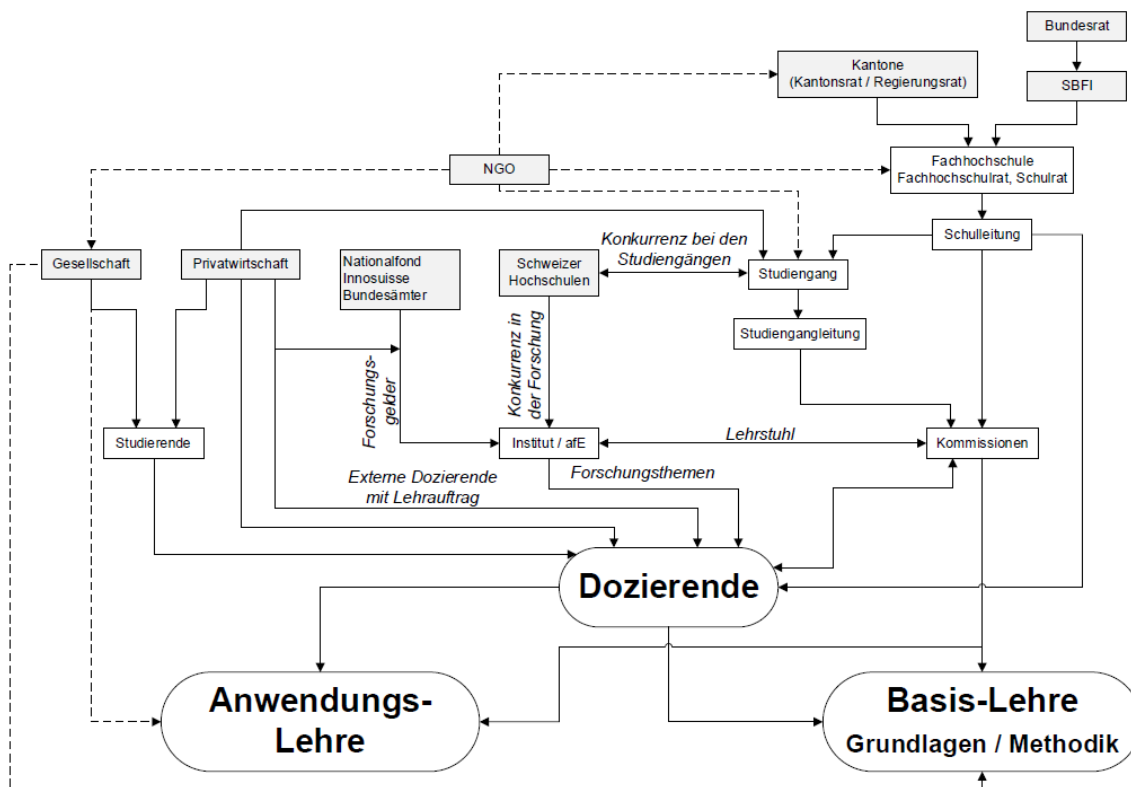 Bundesrat
Kantone
(Kantonsrat / Regierungsrat)
SBFI
NGO
Fachhochschule
Fachhochschulrat, Schulrat
Schulleitung
Gesellschaft
Privatwirtschaft
Nationalfond
Innosuisse
Bundesämter
Schweizer
Hochschulen
Konkurrenz bei den
Studiengängen
Studiengang
Studiengangleitung
Forschungs-
gelder
Konkurrenz in
der Forschung
Studierende
Institut / afE
Lehrstuhl
Kommissionen
Externe Dozierende
mit Lehrauftrag
Forschungsthemen
Dozierende
Anwendungs-
Lehre
Basis-Lehre
Grundlagen / Methodik